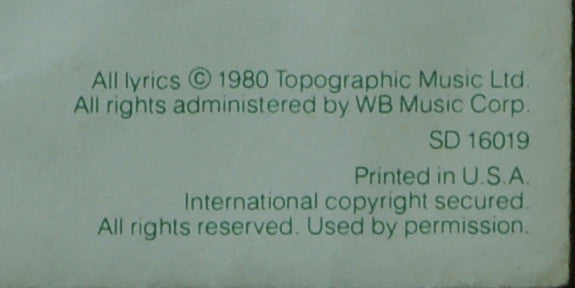 All lyrics © 1980 Topographic Music Ltd.
All rights administered by WB Music Corp.
SD 16019
Printed in U.S.A.
International copyright secured.
All rights reserved. Used by permission.